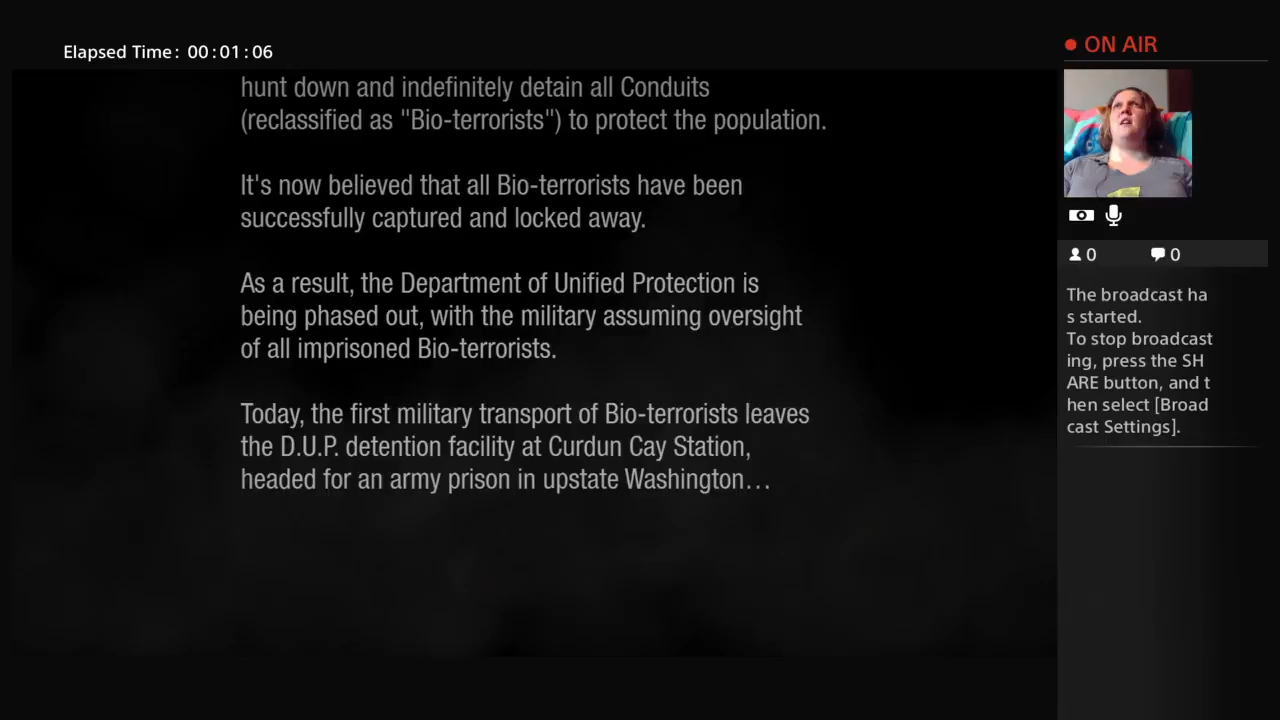 Elapsed Time: 00:01:06
ON AIR
hunt down and indefinitely detain all Conduits
(reclassified as "Bio-terrorists") to protect the population.
It's now believed that all Bio-terrorists have been
successfully captured and locked away.
As a result, the Department of Unified Protection is
being phased out, with the military assuming oversight
of all imprisoned Bio-terrorists.
Today, the first military transport of Bio-terrorists leaves
the D.U.P. detention facility at Curdun Cay Station,
headed for an army prison in upstate Washington...
0 0
The broadcast ha
s started.
To stop broadcast
ing, press the SH
ARE button, and t
hen select [Broad
cast Settings].